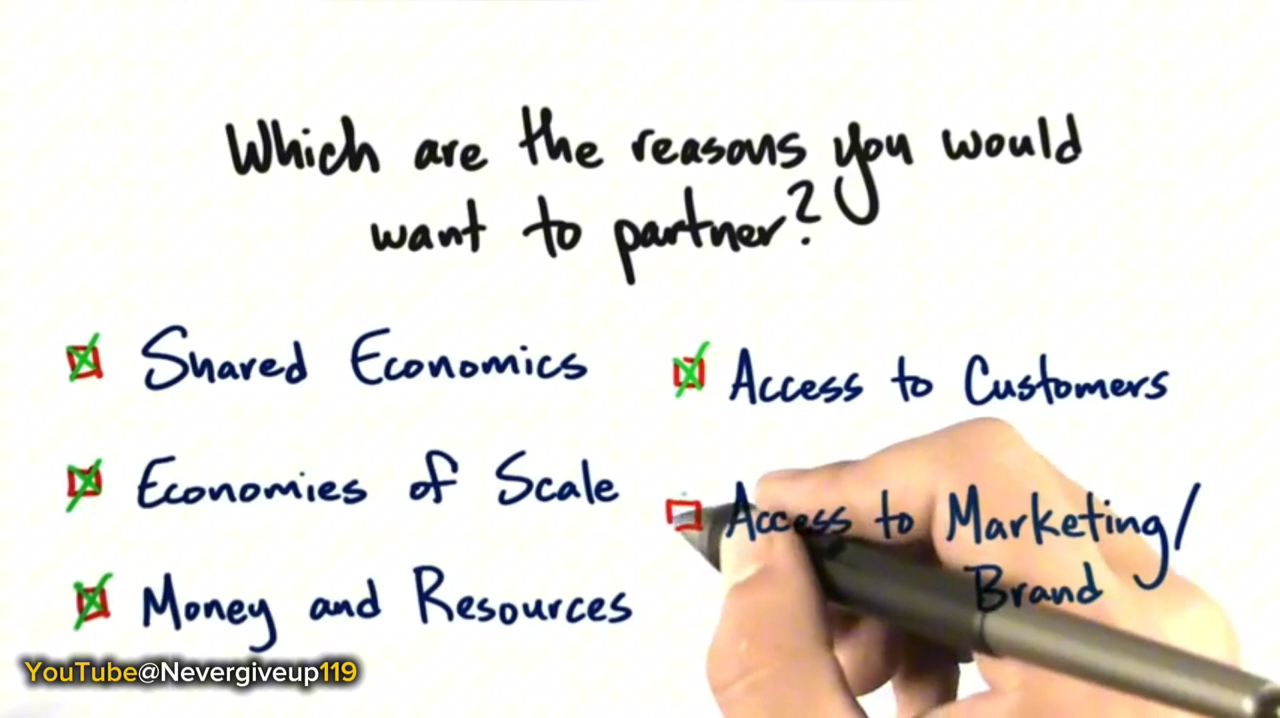 Which are the reasons you would
want to partner?
Shared Economics
Economies of Scale
Money and Resources
Access to Customers
Access to Marketing/
Brand
YouTube@Nevergiveup119